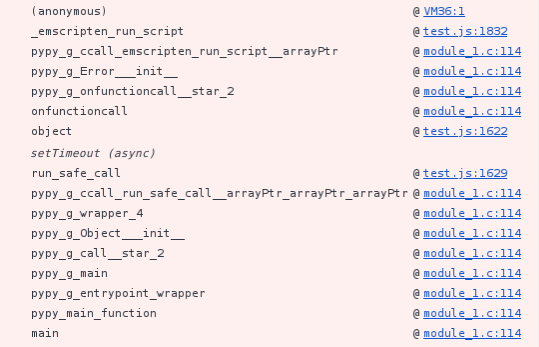 (anonymous) @ VM36:1
_emscripten_run_script @ test.js:1832
pypy_g_ccall_emscripten_run_script__arrayPtr @ module_1.c:114
pypy_g_Error___init__ @ module_1.c:114
pypy_g_onfunctioncall__star_2 @ module_1.c:114
onfunctioncall @ module_1.c:114
object @ test.js:1622
setTimeout (async)
run_safe_call @ test.js:1629
pypy_g_ccall_run_safe_call__arrayPtr_arrayPtr_arrayPtr @ module_1.c:114
pypy_g_wrapper_4 @ module_1.c:114
pypy_g_Object___init__ @ module_1.c:114
pypy_g_call__star_2 @ module_1.c:114
pypy_g_main @ module_1.c:114
pypy_g_entrypoint_wrapper @ module_1.c:114
pypy_main_function @ module_1.c:114
main @ module_1.c:114